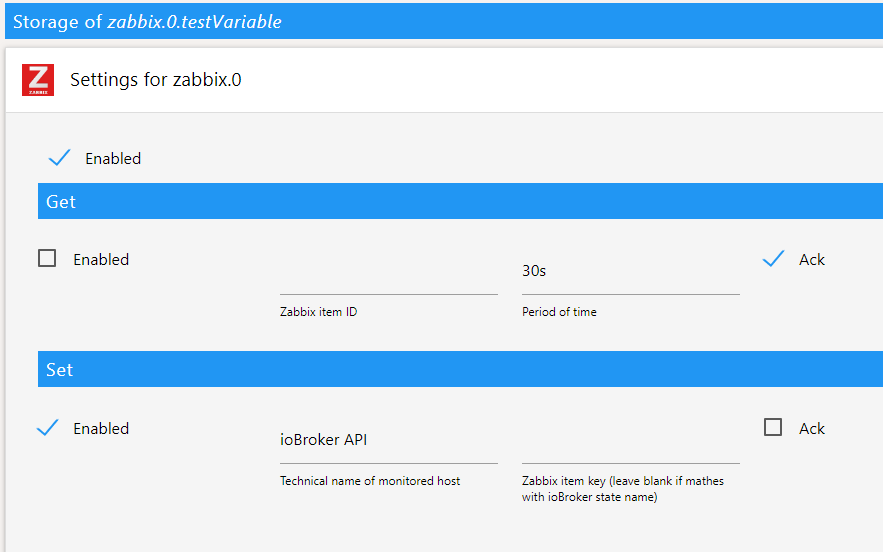 Storage of zabbix.0.testVariable
Z
ZABBIX
Settings for zabbix.0
Enabled
Get
Enabled
30s
Ack
Zabbix item ID
Period of time
Set
Enabled
ioBroker API
Ack
Technical name of monitored host
Zabbix item key (leave blank if mathes
with ioBroker state name)